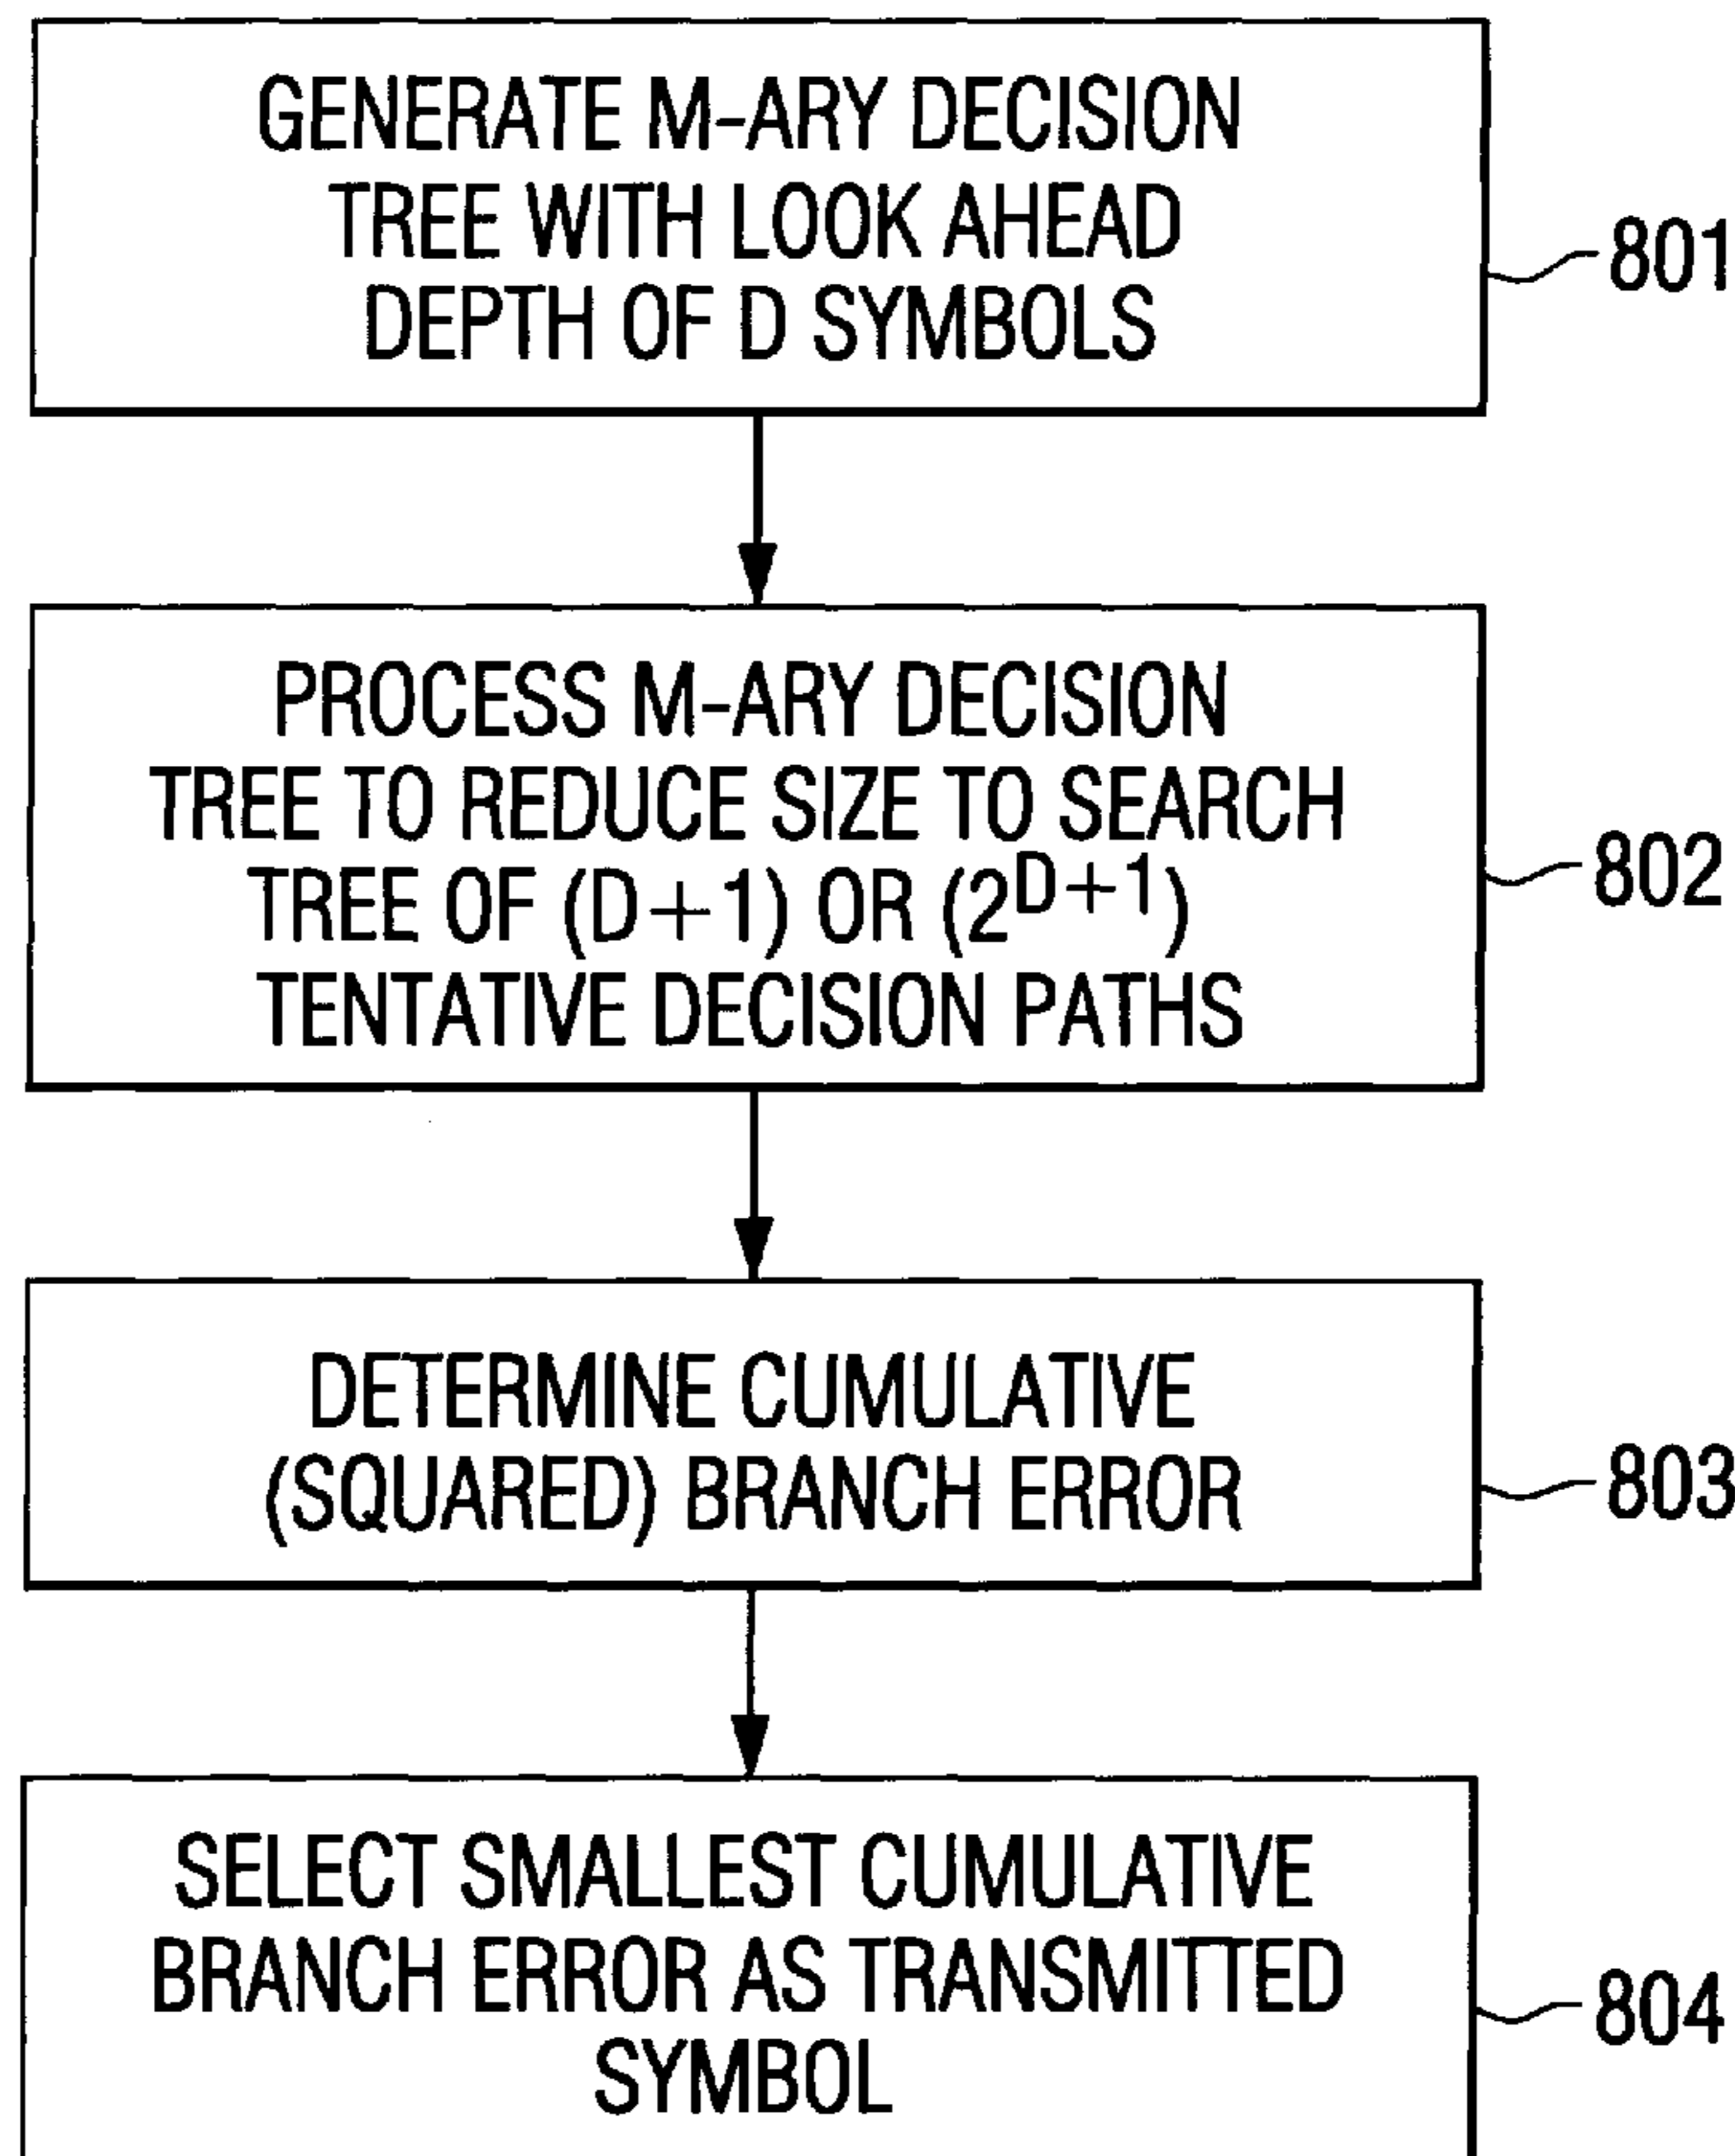 GENERATE M-ARY DECISION
TREE WITH LOOK AHEAD
DEPTH OF D SYMBOLS
801
PROCESS M-ARY DECISION
TREE TO REDUCE SIZE TO SEARCH
TREE OF (D+1) OR (2^{D+1})
TENTATIVE DECISION PATHS
802
DETERMINE CUMULATIVE
(SQUARED) BRANCH ERROR
803
SELECT SMALLEST CUMULATIVE
BRANCH ERROR AS TRANSMITTED
SYMBOL
804